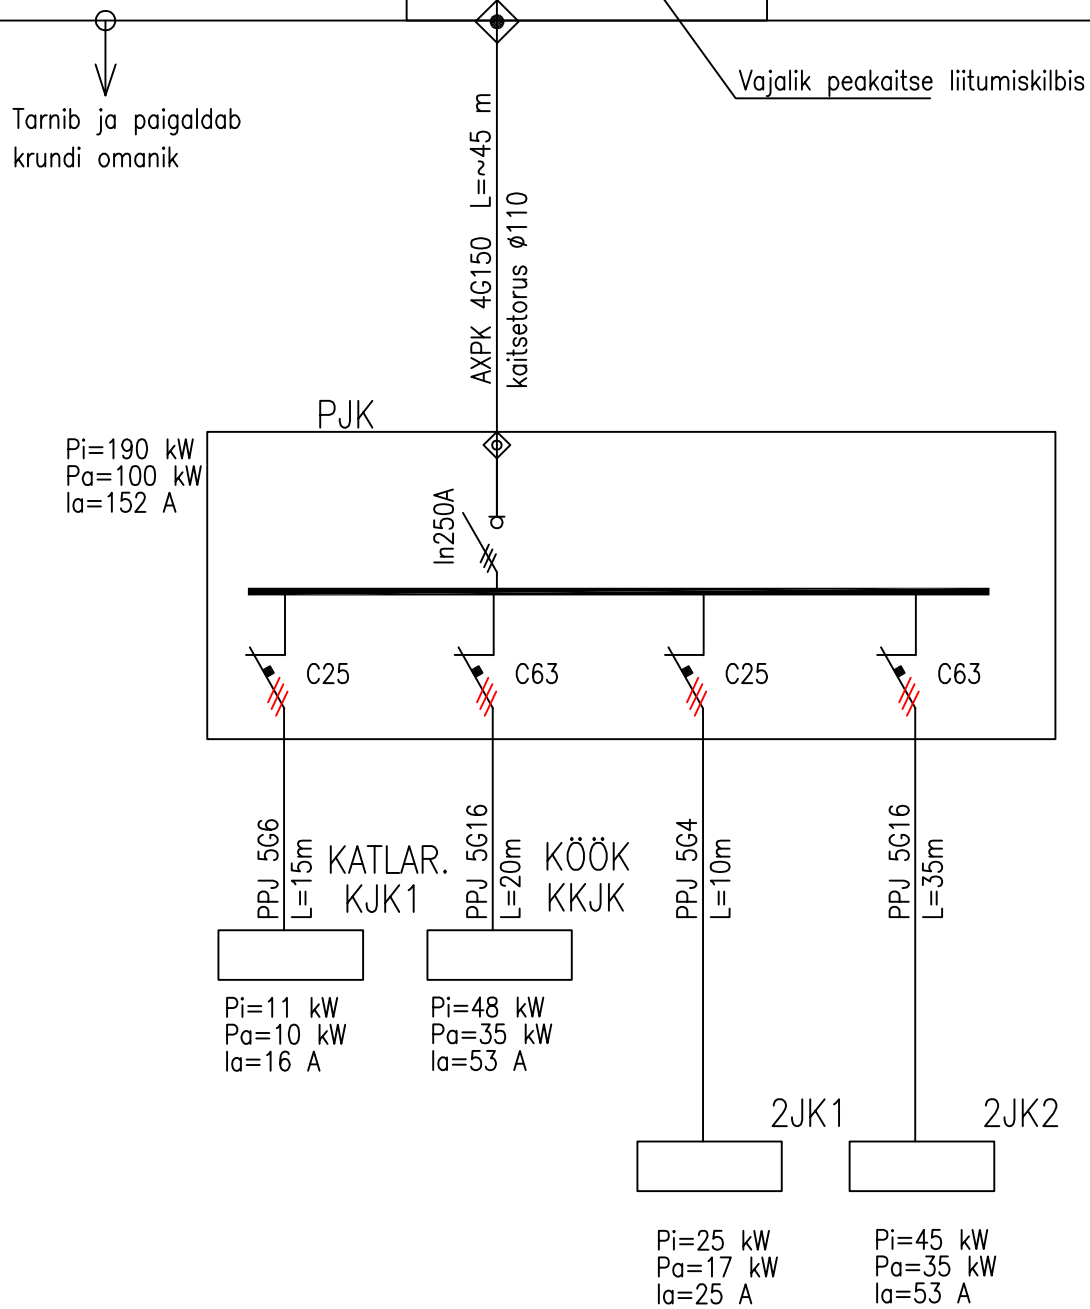 Vajalik peakaitse liitumiskilbis
Tarnib ja paigaldab
krundi omanik
AXPK 4G150 L=~45 m
kaitsetorus ø110
PJK
Pi=190 kW
Pa=100 kW
Ia=152 A
In250A
C25
C63
C25
C63
PPJ 5G6
L=15m
KATLAR.
KJK1
PPJ 5G16
L=20m
KÖÖK
KKJK
PPJ 5G4
L=10m
PPJ 5G16
L=35m
Pi=11 kW
Pa=10 kW
Ia=16 A
Pi=48 kW
Pa=35 kW
Ia=53 A
2JK1
2JK2
Pi=25 kW
Pa=17 kW
Ia=25 A
Pi=45 kW
Pa=35 kW
Ia=53 A